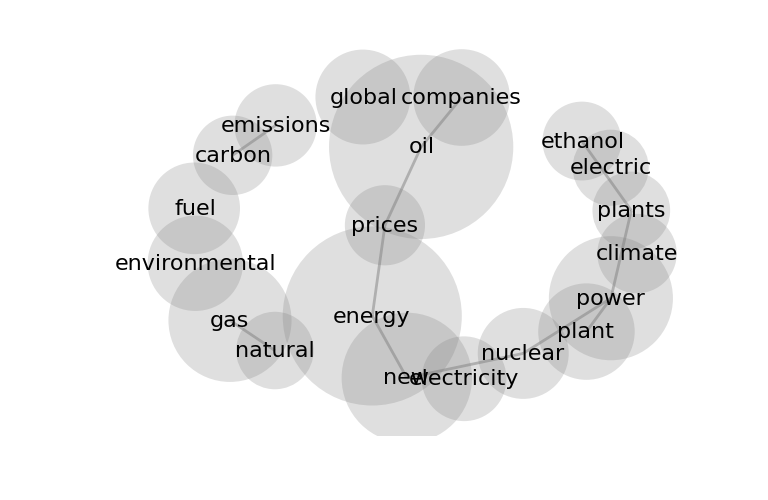 global
companies
emissions
oil
ethanol
carbon
electric
fuel
plants
prices
climate
environmental
power
energy
gas
plant
natural
nuclear
new
electricity